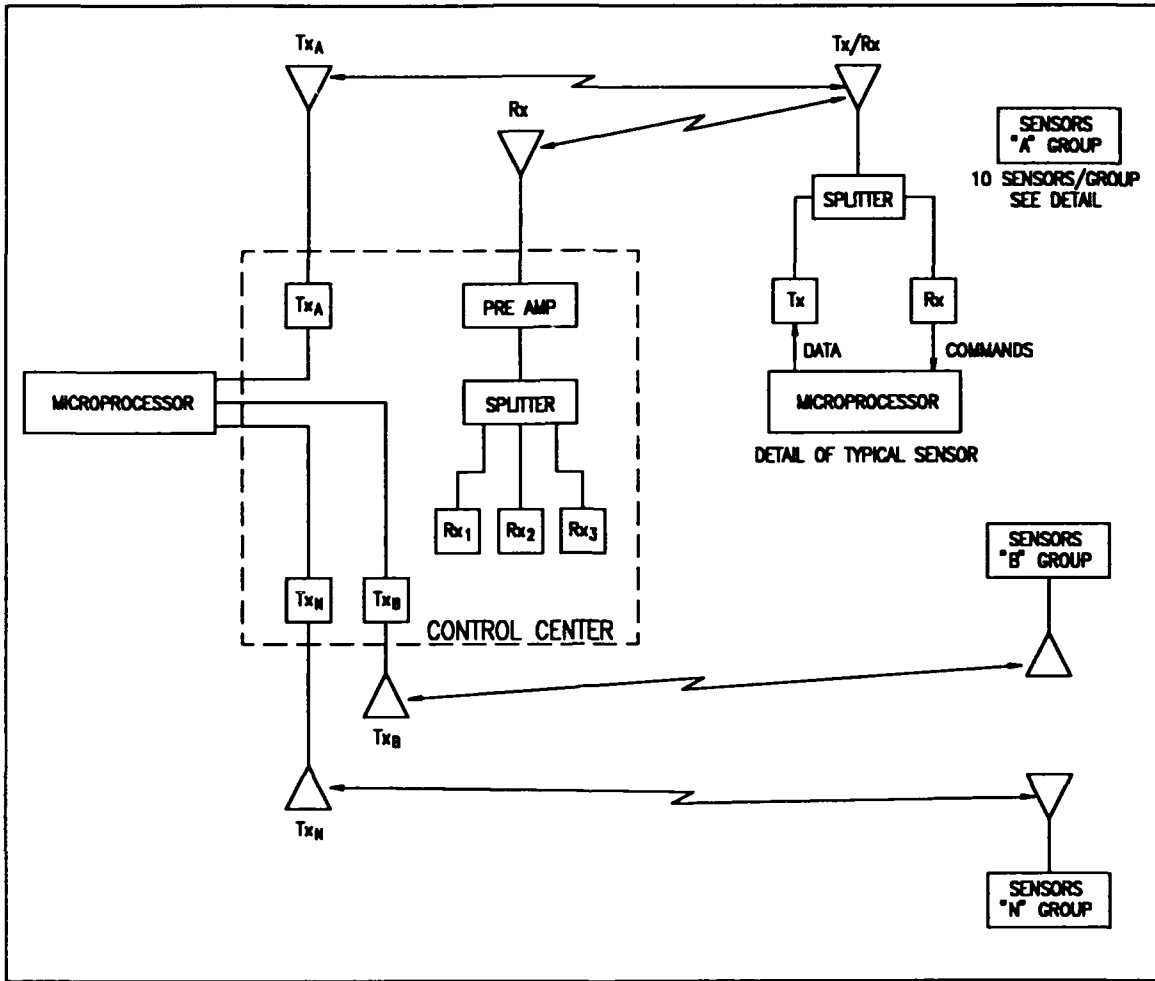 TxA
Tx/Rx
Rx
SENSORS
"A" GROUP
10 SENSORS/GROUP
SEE DETAIL
SPLITTER
TxA
PRE AMP
Tx
Rx
DATA
COMMANDS
MICROPROCESSOR
SPLITTER
MICROPROCESSOR
DETAIL OF TYPICAL SENSOR
Rx1
Rx2
Rx3
SENSORS
"B" GROUP
TxN
TxB
CONTROL CENTER
TxB
TxN
SENSORS
"N" GROUP